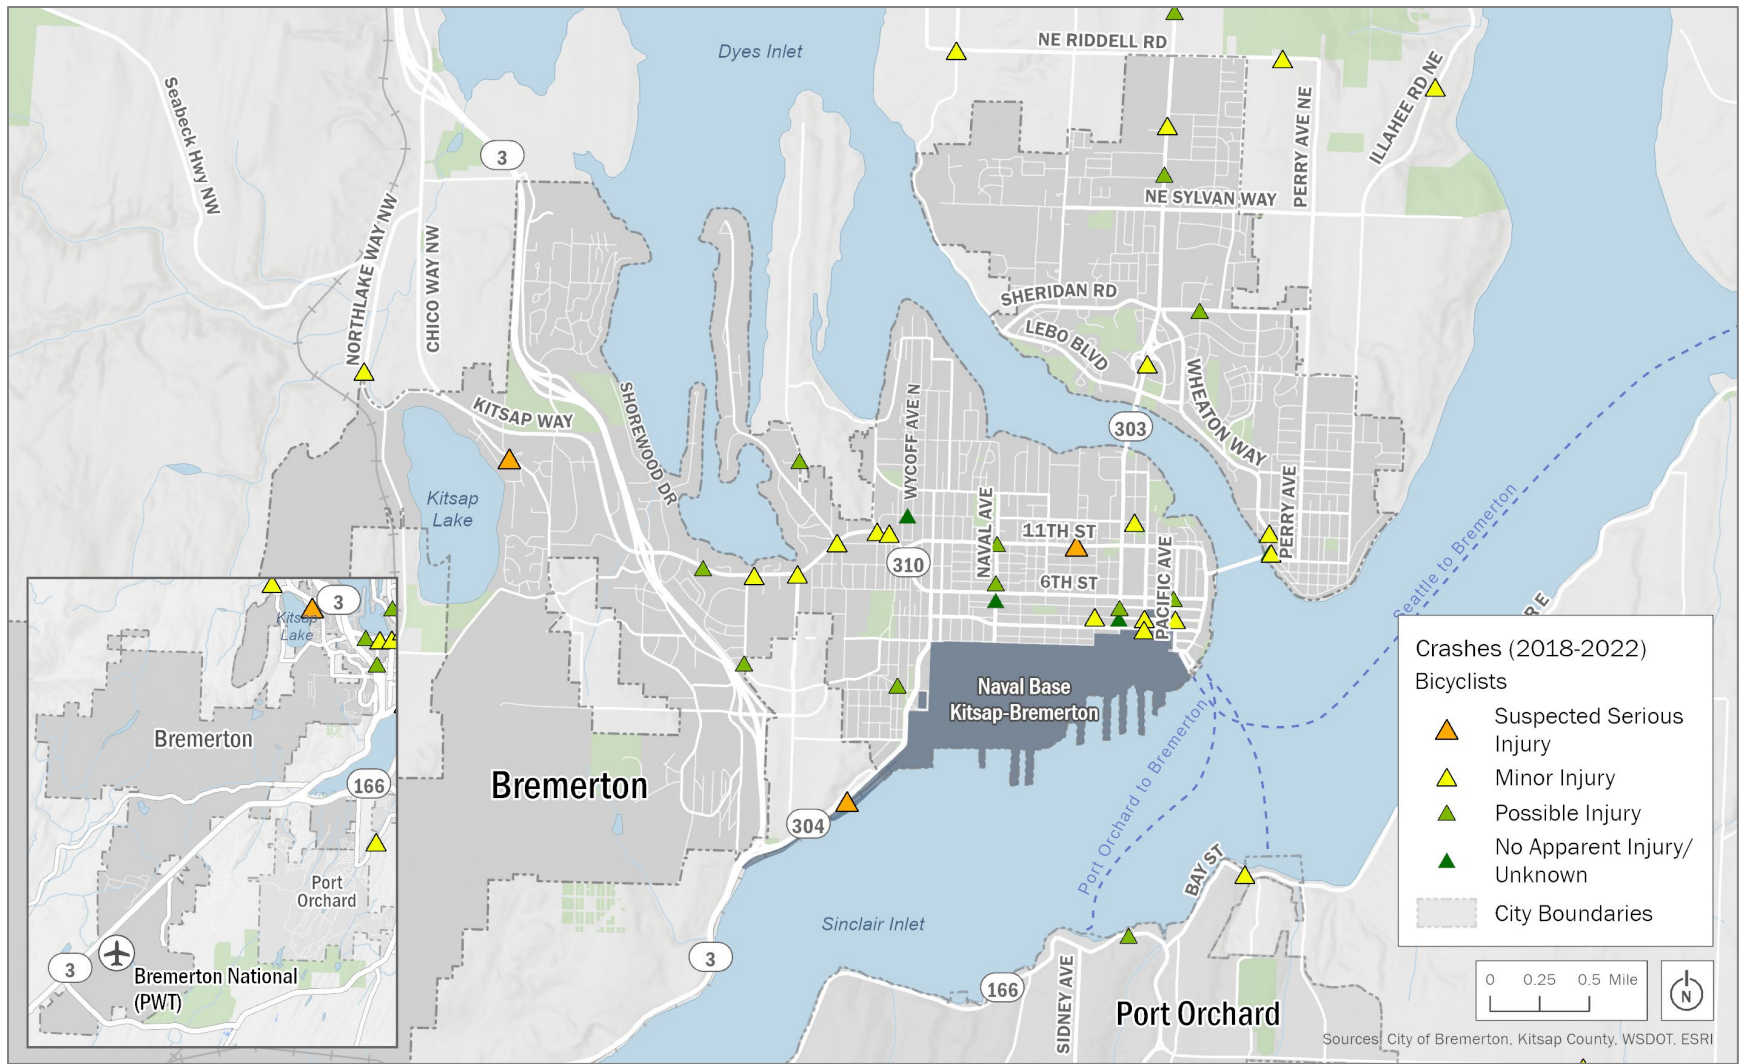 Dyes Inlet
NE RIDDELL RD
Seabeck Hwy NW
3
ILLAHEE RD NE
PERRY AVE NE
NE SYLVAN WAY
NORTHLAKE WAY NW
CHICO WAY NW
SHERIDAN RD
LEBO BLVD
KITSAP WAY
SHOREWOOD DR
WYCOFF AVE N
303
WHEATON WAY
Kitsap
Lake
NAVAL AVE
11TH ST
PERRY AVE
310
6TH ST
PACIFIC AVE
Seattle to Bremerton
RE
Naval Base
Kitsap-Bremerton
Port Orchard to Bremerton
Bremerton
304
3
Sinclair Inlet
BAY ST
166
SIDNEY AVE
Port Orchard
3
Kitsap
Lake
Bremerton
166
Port
Orchard
3
Bremerton National
(PWT)
Crashes (2018-2022)
Bicyclists
Suspected Serious
Injury
Minor Injury
Possible Injury
No Apparent Injury/
Unknown
City Boundaries
0 0.25 0.5 Mile
N
Sources: City of Bremerton, Kitsap County, WSDOT, ESRI